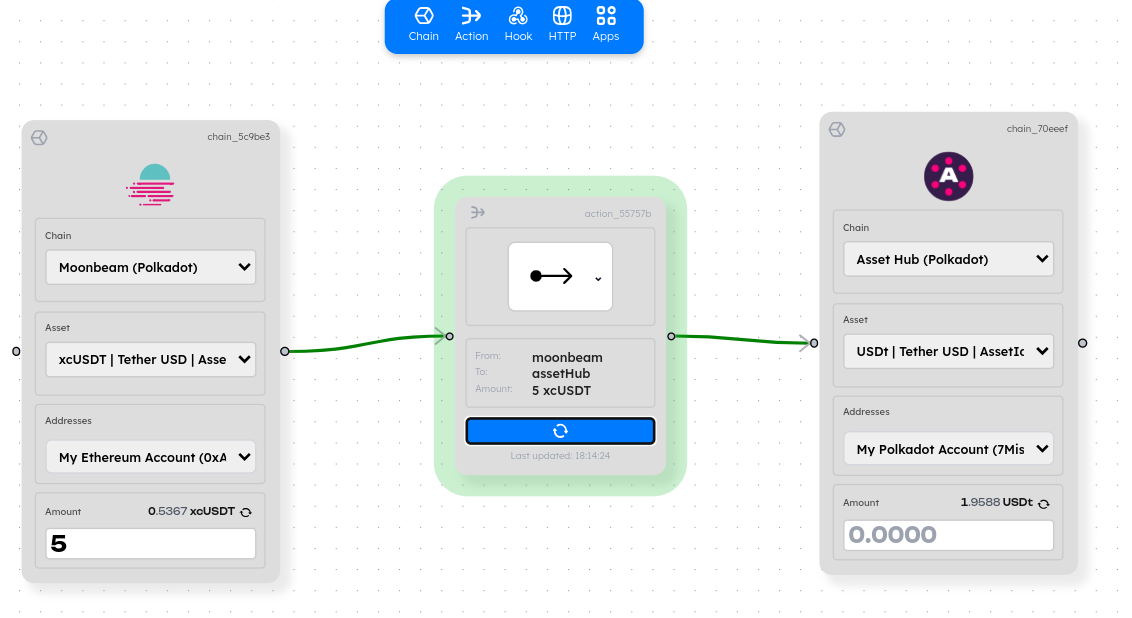 Chain
Action
Hook
HTTP
Apps
chain_5c9be3
Chain
Moonbeam (Polkadot)
Asset
xcUSDT | Tether USD | Asse
Addresses
My Ethereum Account (0xA
Amount
0.5367 xcUSDT
5
action_55757b
From: moonbeam
To: assetHub
Amount: 5 xcUSDT
Last updated: 18:14:24
chain_70eeef
A
Chain
Asset Hub (Polkadot)
Asset
USDt | Tether USD | AssetIc
Addresses
My Polkadot Account (7Mis
Amount
1.9588 USDt
0.0000